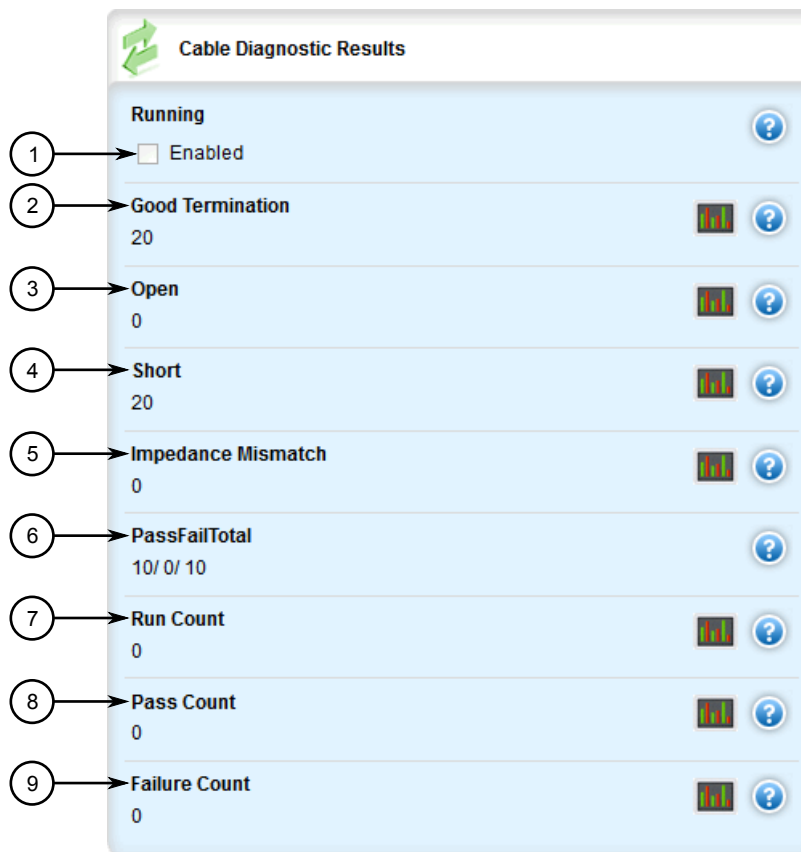 Cable Diagnostic Results
Running
1
Enabled
2
Good Termination
20
3
Open
0
4
Short
20
5
Impedance Mismatch
0
6
PassFailTotal
10/ 0/ 10
7
Run Count
0
8
Pass Count
0
9
Failure Count
0